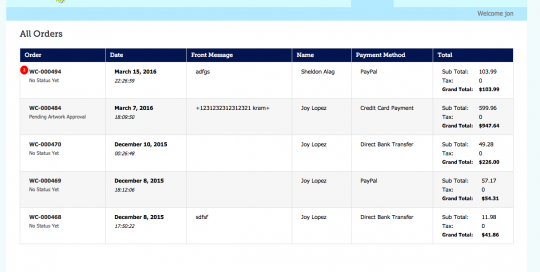 Welcome jon
All Orders
Order Date Front Message Name Payment Method Total
WC-000494 March 15, 2016 adfgs Sheldon Alag PayPal Sub Total: 103.99
No Status Yet 22:26:59 Tax: 0
Grand Total: $103.99
WC-000484 March 7, 2016 +1231232312312321 kram+ Joy Lopez Credit Card Payment Sub Total: 599.96
Pending Artwork Approval 18:09:50 Tax: 0
Grand Total: $947.64
WC-000470 December 10, 2015 Joy Lopez Direct Bank Transfer Sub Total: 49.28
No Status Yet 00:26:48 Tax: 0
Grand Total: $226.00
WC-000469 December 8, 2015 Joy Lopez PayPal Sub Total: 57.17
No Status Yet 18:12:06 Tax: 0
Grand Total: $54.31
WC-000468 December 8, 2015 sdfsf Joy Lopez Direct Bank Transfer Sub Total: 11.98
No Status Yet 17:50:22 Tax: 0
Grand Total: $41.86